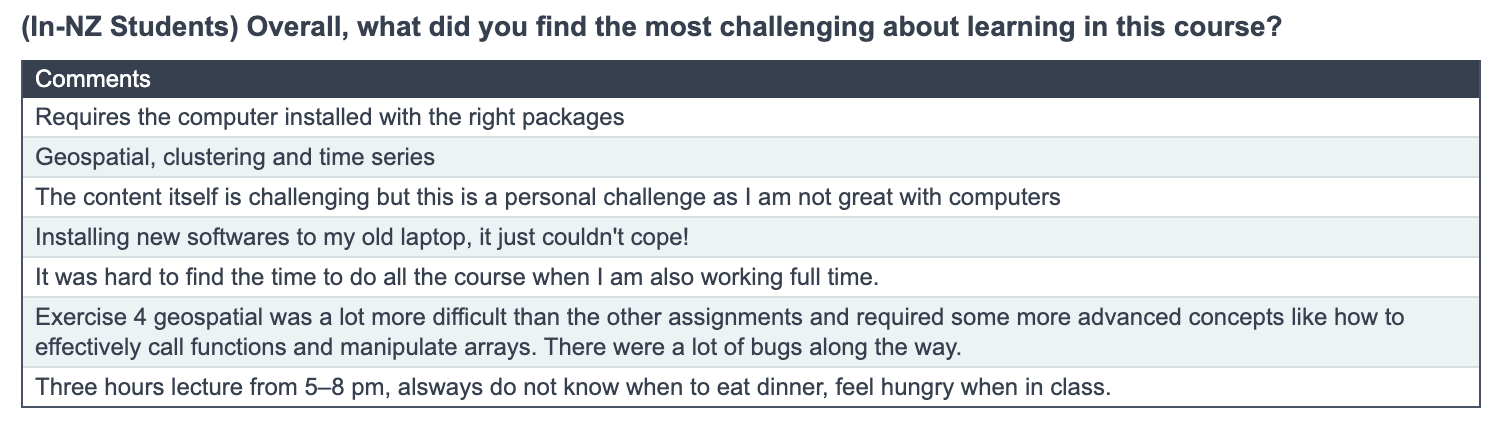 (In-NZ Students) Overall, what did you find the most challenging about learning in this course?
Comments
Requires the computer installed with the right packages
Geospatial, clustering and time series
The content itself is challenging but this is a personal challenge as I am not great with computers
Installing new softwares to my old laptop, it just couldn't cope!
It was hard to find the time to do all the course when I am also working full time.
Exercise 4 geospatial was a lot more difficult than the other assignments and required some more advanced concepts like how to
effectively call functions and manipulate arrays. There were a lot of bugs along the way.
Three hours lecture from 5–8 pm, alsways do not know when to eat dinner, feel hungry when in class.